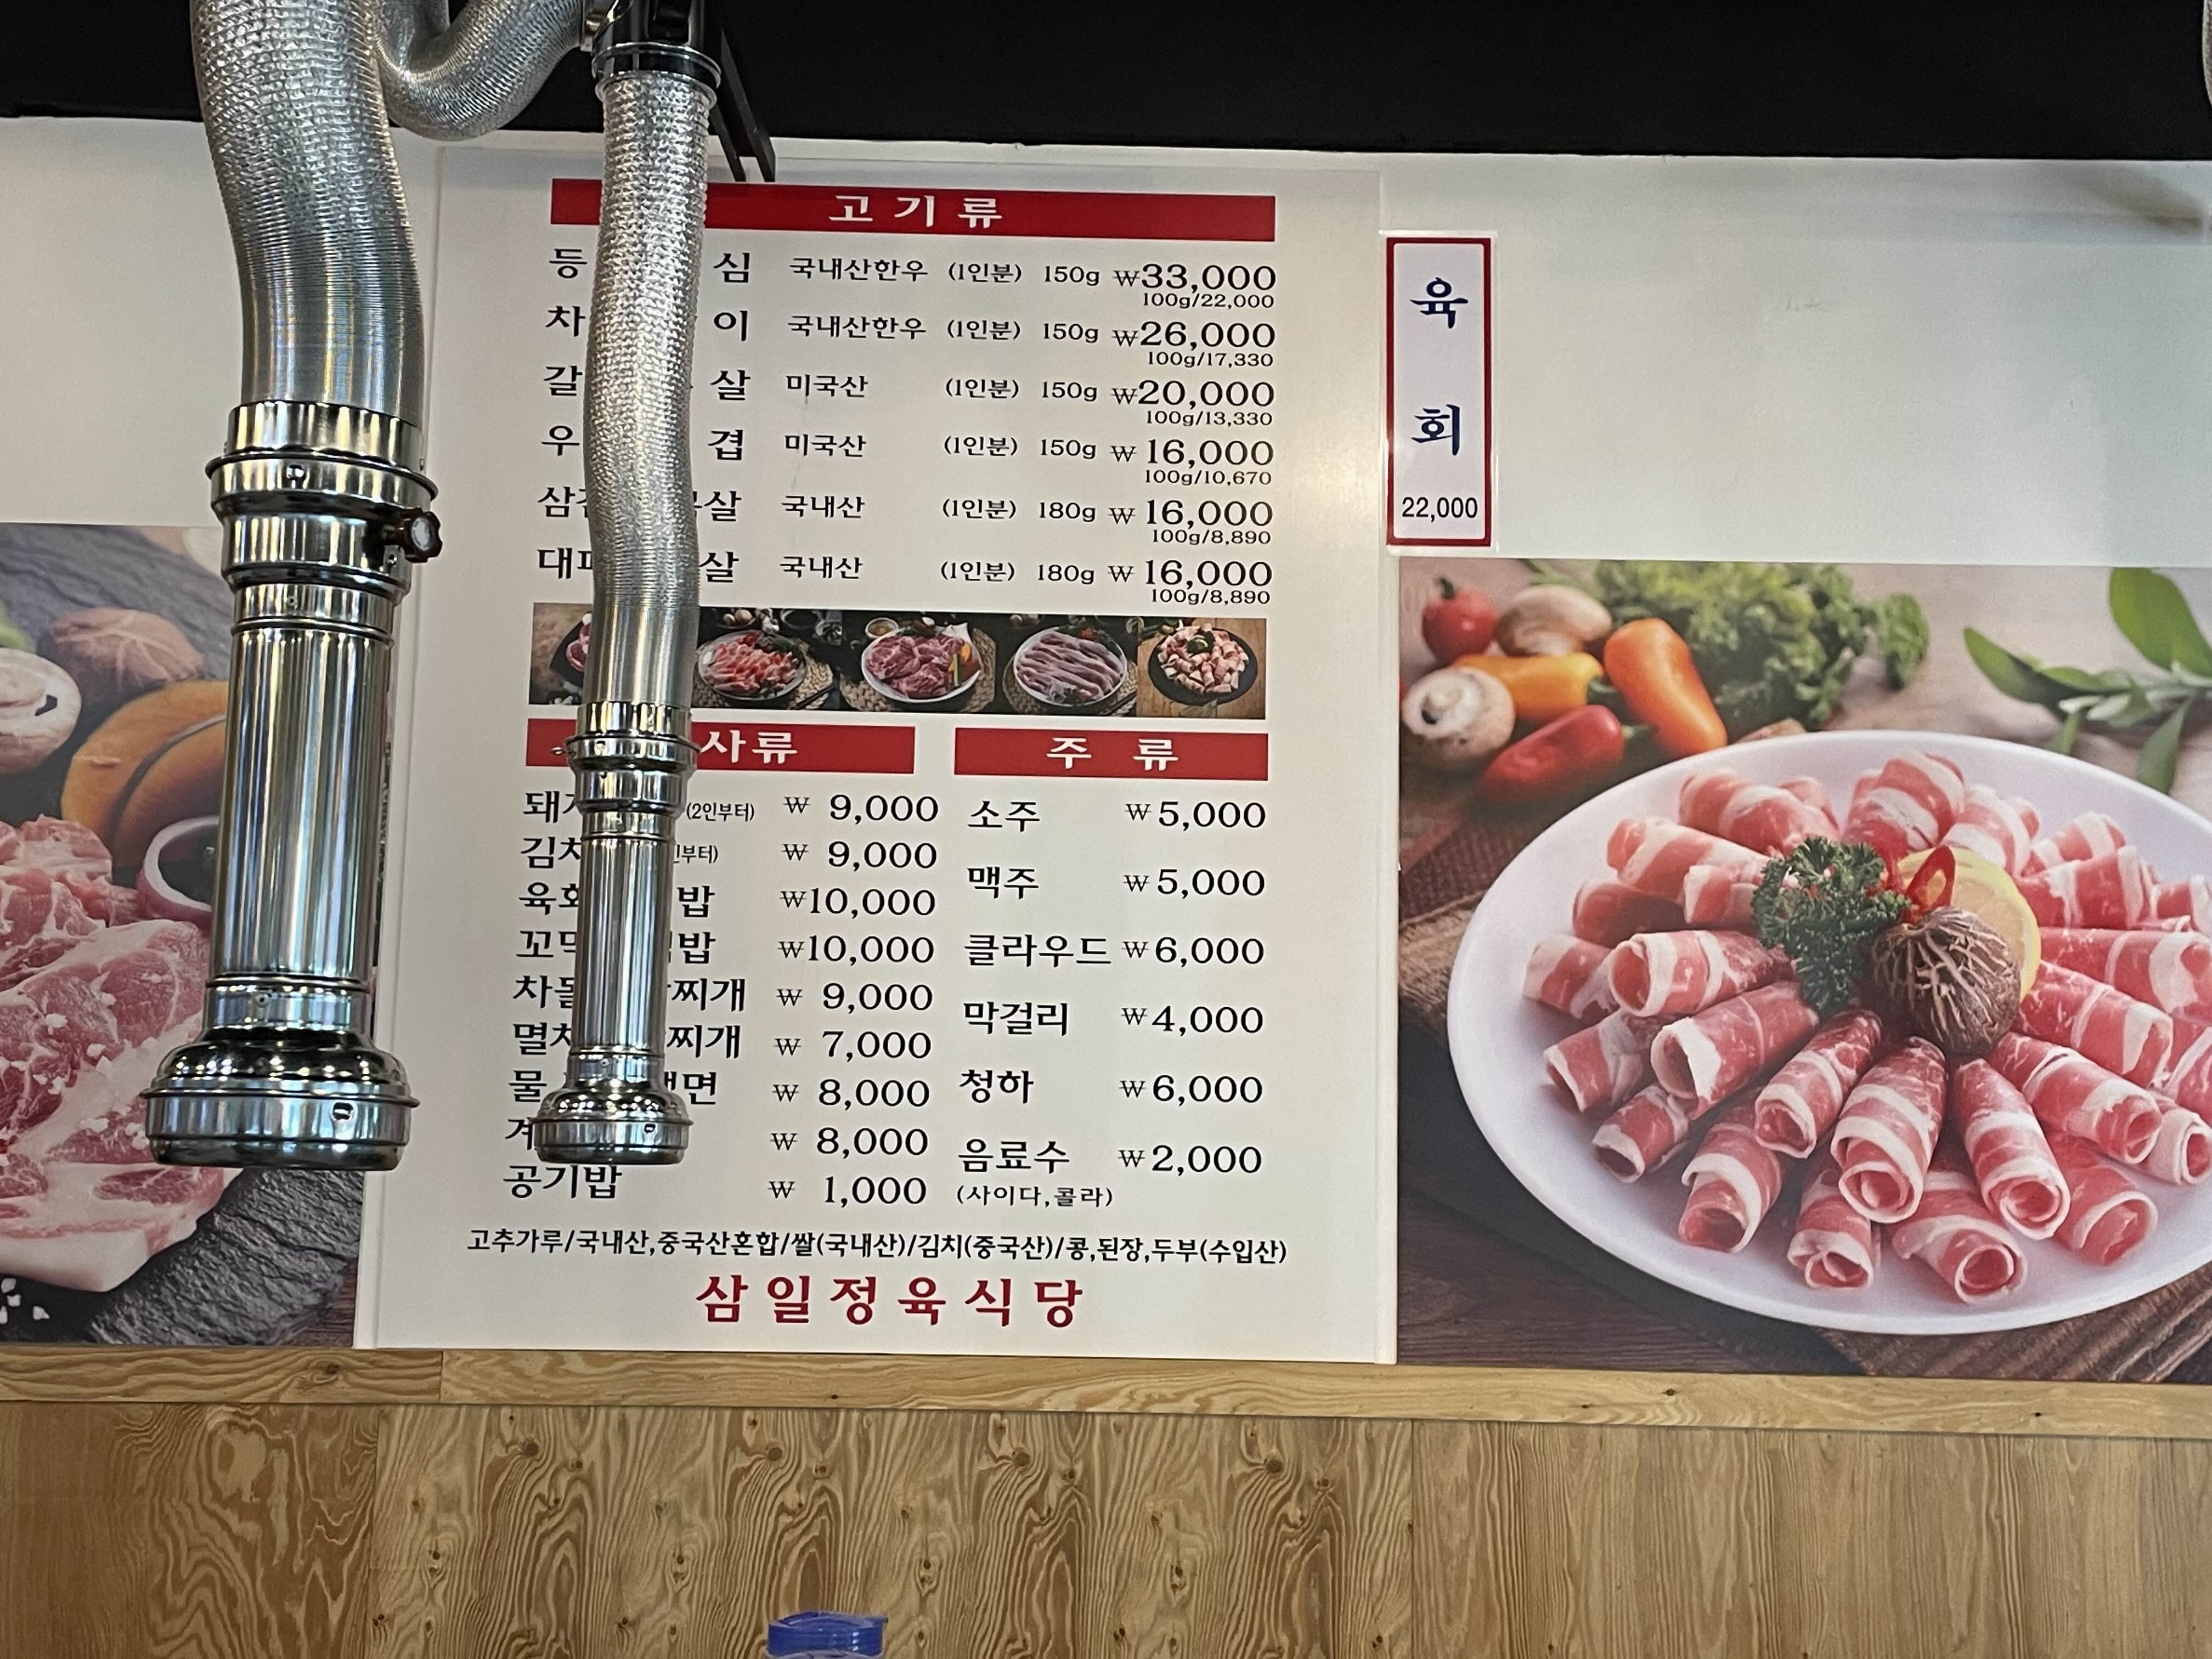 고기류
등 심 국내산한우 (1인분) 150g ₩33,000
100g/22,000
차 이 국내산한우 (1인분) 150g ₩26,000
100g/17,330
갈 살 미국산 (1인분) 150g ₩20,000
100g/13,330
우 겹 미국산 (1인분) 150g ₩16,000
100g/10,670
국내산 (1인분) 180g ₩16,000
100g/8,890
살 국내산 (1인분) 180g ₩16,000
100g/8,890
육
회
22,000
사류
(2인부터) ₩9,000
₩9,000
밥 ₩10,000
밥 ₩10,000
찌개 ₩9,000
찌개 ₩7,000
물 면 ₩8,000
₩8,000
공기밥 ₩1,000
주류
소주 ₩5,000
맥주 ₩5,000
클라우드 ₩6,000
막걸리 ₩4,000
청하 ₩6,000
음료수 ₩2,000
(사이다,콜라)
고추가루/국내산,중국산혼합/쌀(국내산)/김치(중국산)/콩,된장,두부(수입산)
삼일정육식당